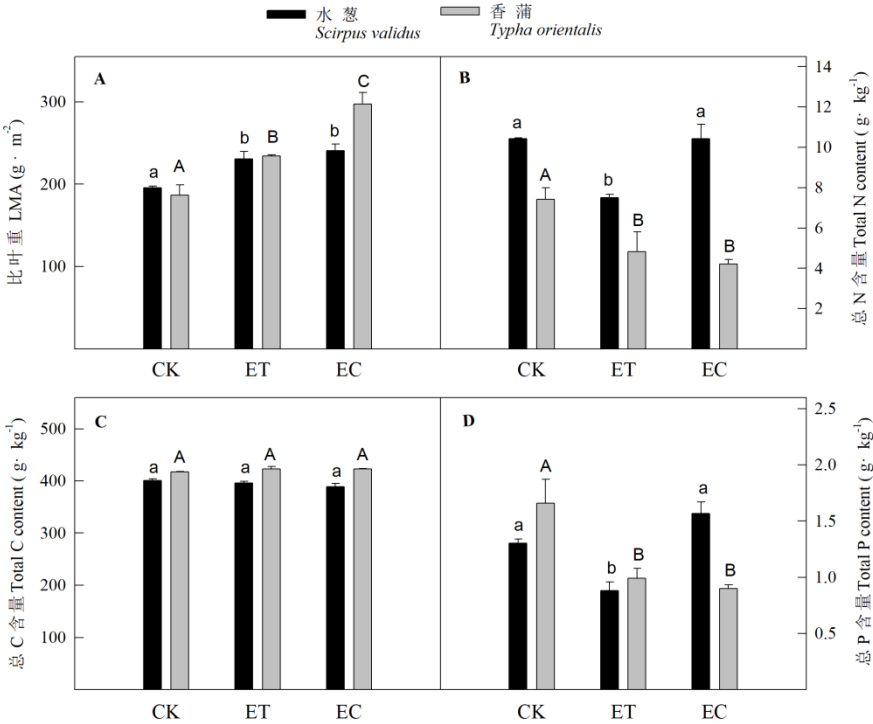 水 葱
Scirpus validus
香 蒲
Typha orientalis
A
比 叶 重 LMA (g · m-2)
300
200
100
a
A
b
B
b
C
CK
ET
EC
B
总 N 含量 Total N content ( g · kg-1)
14
12
10
8
6
4
2
a
A
b
B
a
B
CK
ET
EC
C
总 C 含量 Total C content ( g · kg-1)
500
400
300
200
100
a
A
a
A
a
A
CK
ET
EC
D
总 P 含量 Total P content ( g · kg-1)
2.5
2.0
1.5
1.0
0.5
a
A
b
B
a
B
CK
ET
EC